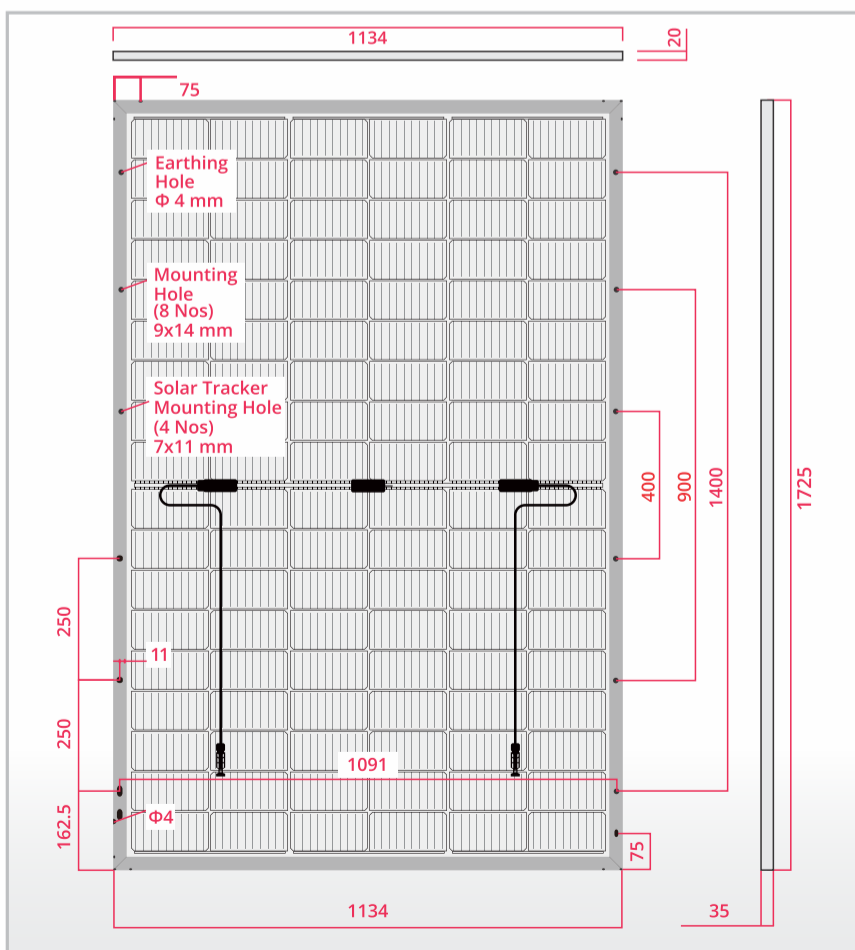 1134
20
75
Earthing
Hole
Φ 4 mm
Mounting
Hole
(8 Nos)
9x14 mm
Solar Tracker
Mounting Hole
(4 Nos)
7x11 mm
400
900
1400
1725
250
11
250
1091
162.5
Φ4
75
1134
35